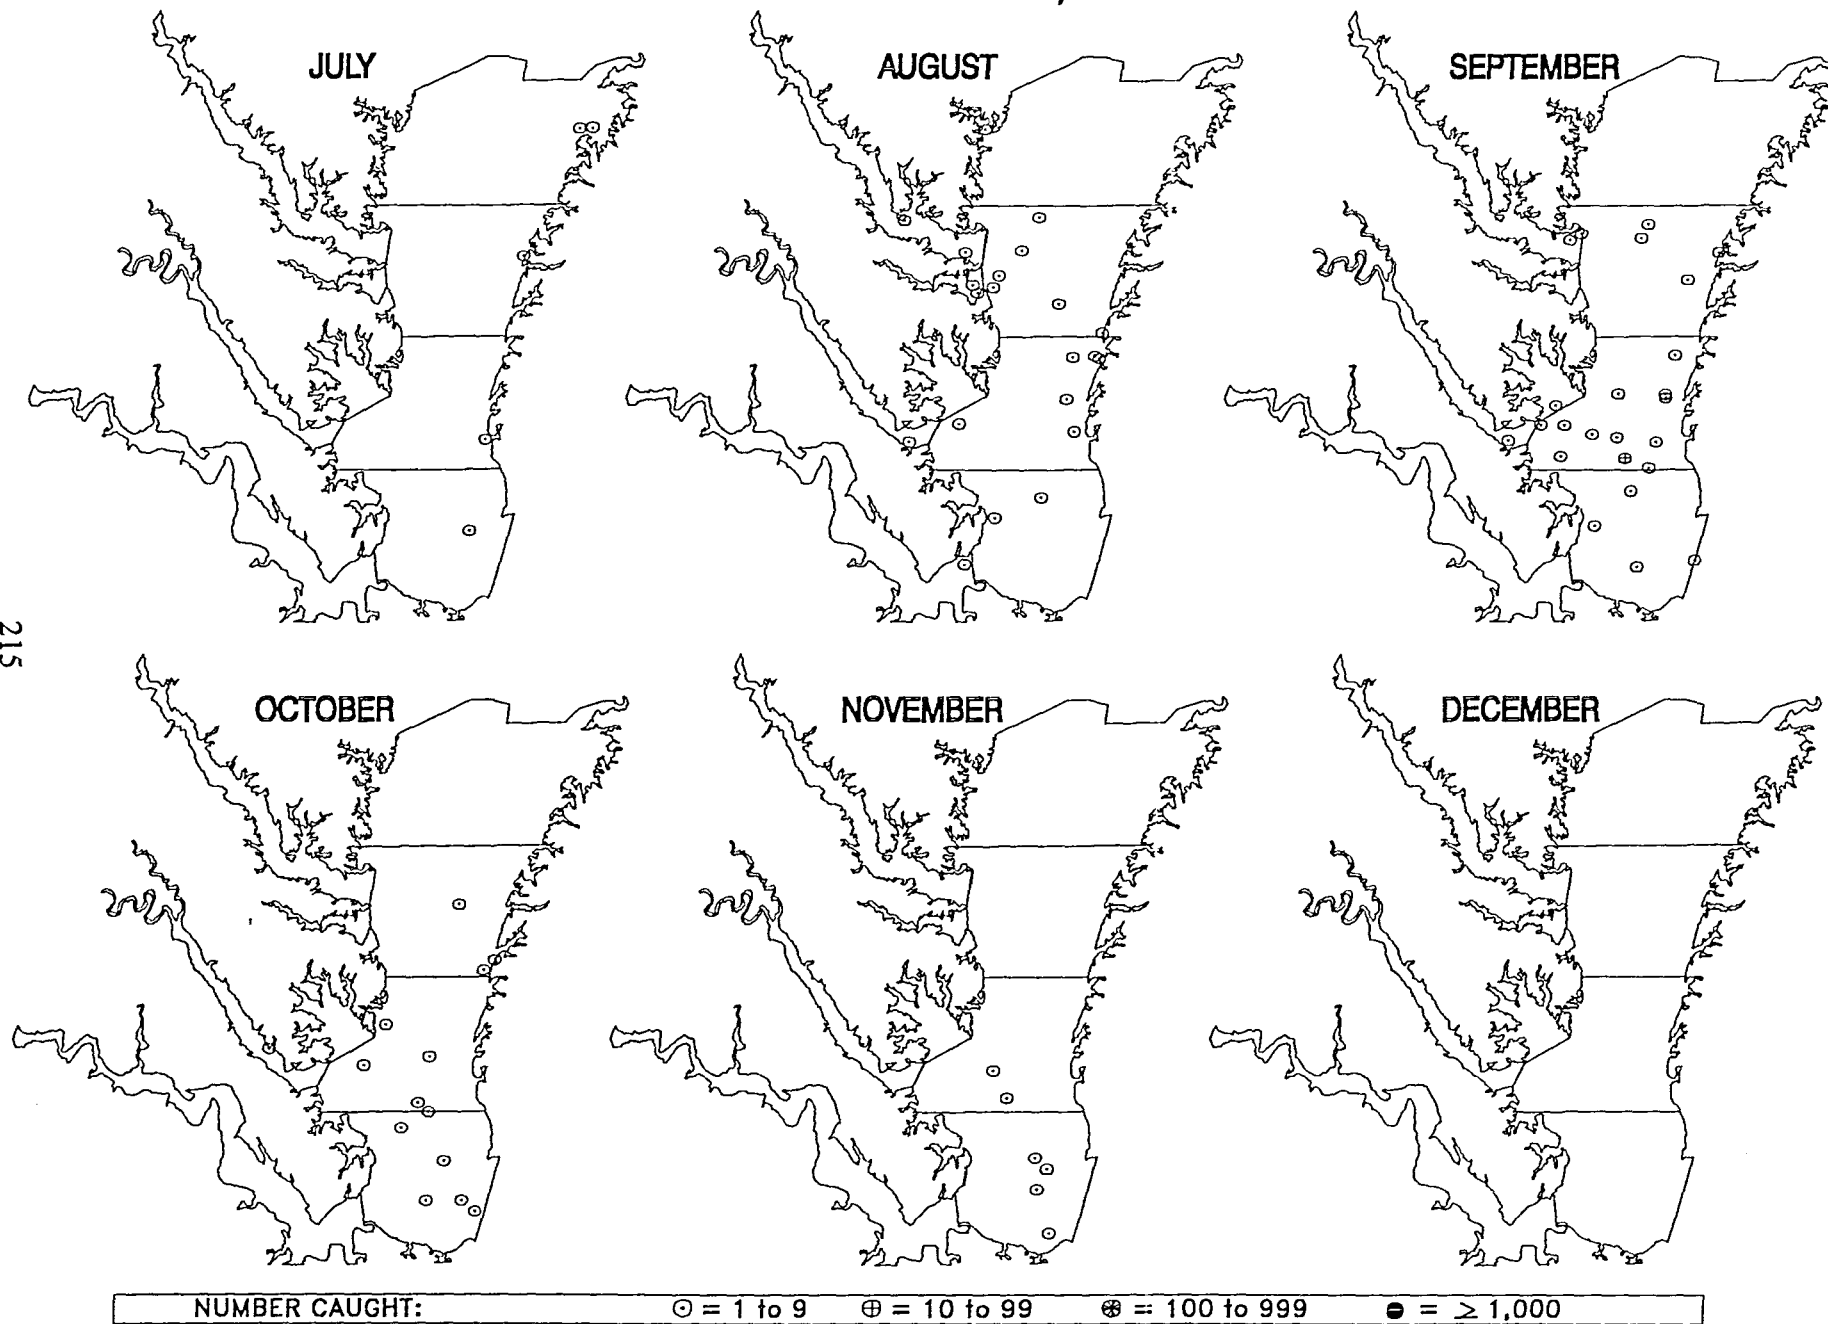 JULY
AUGUST
SEPTEMBER
215
OCTOBER
NOVEMBER
DECEMBER
NUMBER CAUGHT: ⊙ = 1 to 9 ⊕ = 10 to 99 ⊛ = 100 to 999 ● = ≥ 1,000